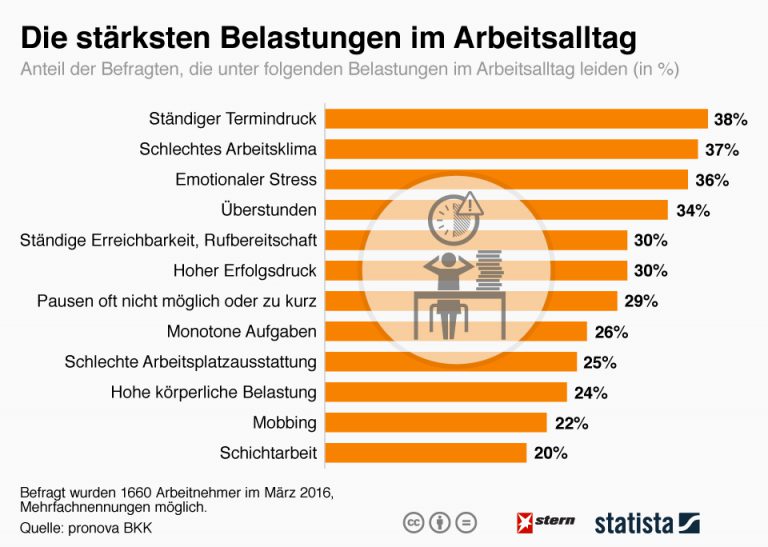 Die stärksten Belastungen im Arbeitsalltag
Anteil der Befragten, die unter folgenden Belastungen im Arbeitsalltag leiden (in %)
Ständiger Termindruck 38%
Schlechtes Arbeitsklima 37%
Emotionaler Stress 36%
Überstunden 34%
Ständige Erreichbarkeit, Rufbereitschaft 30%
Hoher Erfolgsdruck 30%
Pausen oft nicht möglich oder zu kurz 29%
Monotone Aufgaben 26%
Schlechte Arbeitsplatzausstattung 25%
Hohe körperliche Belastung 24%
Mobbing 22%
Schichtarbeit 20%
Befragt wurden 1660 Arbeitnehmer im März 2016,
Mehrfachnennungen möglich.
Quelle: pronova BKK
cc
stern
statista